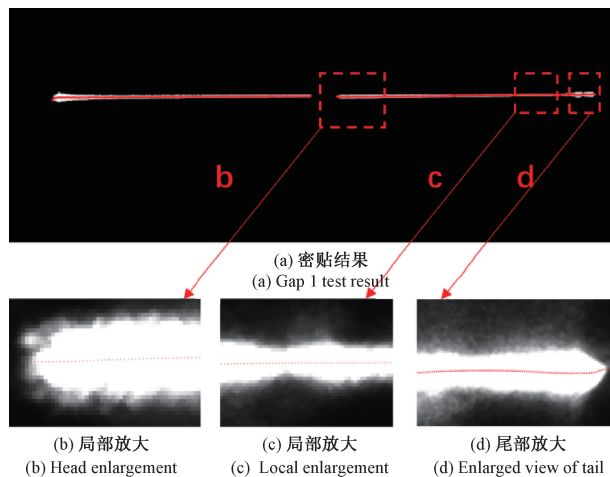 b
c
d
(a) 密贴结果
(a) Gap 1 test result
(b) 局部放大
(b) Head enlargement
(c) 局部放大
(c) Local enlargement
(d) 尾部放大
(d) Enlarged view of tail